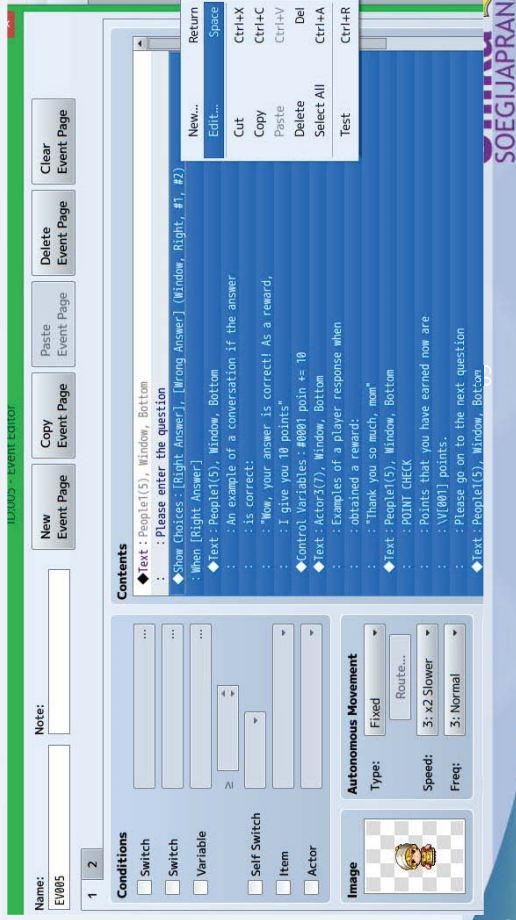 ID:005 - Event Editor
Name:
EV005
Note:
New
Event Page
Copy
Event Page
Paste
Event Page
Delete
Event Page
Clear
Event Page
1
2
Conditions
Switch
...
Switch
...
Variable
...
≥
Self Switch
Item
Actor
Image
Autonomous Movement
Type:
Fixed
Route...
Speed:
3: x2 Slower
Freq:
3: Normal
Contents
◆Text : People1(5), Window, Bottom
: : Please enter the question
◆Show Choices : [Right Answer], [Wrong Answer] (Window, Right, #1, #2)
: When [Right Answer]
◆Text : People1(5), Window, Bottom
: : An example of a conversation if the answer
: : is correct:
: : "Wow, your answer is correct! As a reward,
: : I give you 10 points"
◆Control Variables : #0001 poin += 10
◆Text : Actor3(7), Window, Bottom
: : Examples of a player response when
: : obtained a reward:
: : "Thank you so much, mom"
◆Text : People1(5), Window, Bottom
: : POINT CHECK
: : Points that you have earned now are
: : \V[001] points.
: : Please go on to the next question
◆Text : People1(5), Window, Bottom
New... Return
Edit... Space
Cut Ctrl+X
Copy Ctrl+C
Paste Ctrl+V
Delete Del
Select All Ctrl+A
Test Ctrl+R
SOEGIJAPRAN